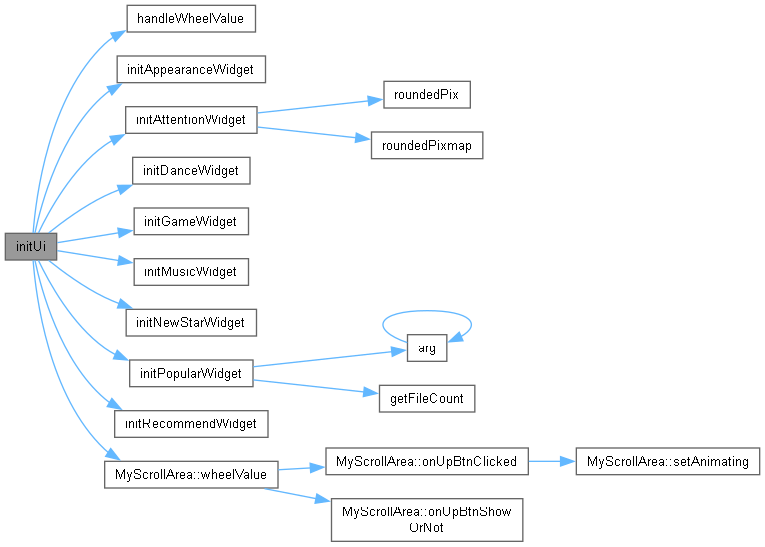 handleWheelValue
initAppearanceWidget
initAttentionWidget
roundedPix
roundedPixmap
initDanceWidget
initGameWidget
initUi
initMusicWidget
initNewStarWidget
arg
initPopularWidget
getFileCount
initRecommendWidget
MyScrollArea::wheelValue
MyScrollArea::onUpBtnClicked
MyScrollArea::setAnimating
MyScrollArea::onUpBtnShow
OrNot